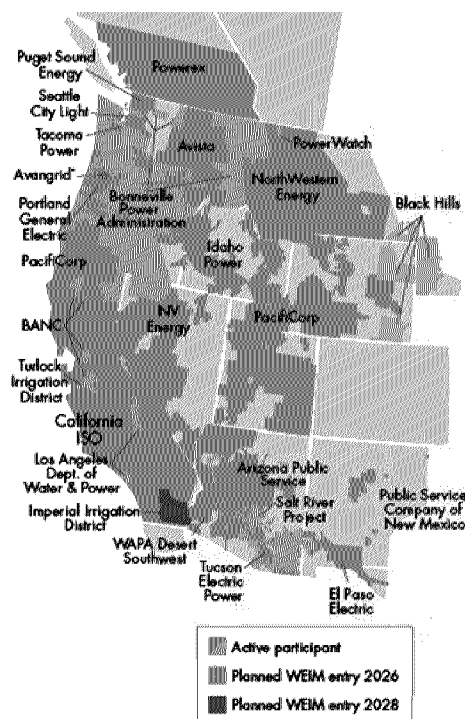 Powerex
Puget Sound
Energy
Seattle
City Light
Tacoma
Power
Avangrid*
Portland
General
Electric
PacifiCorp
Avista
Bonneville
Power
Administration
PowerWatch
NorthWestern
Energy
Black Hills
Idaho
Power
BANC
NV
Energy
PacifiCorp
Turlock
Irrigation
District
California
ISO
Los Angeles
Dept. of
Water & Power
Imperial Irrigation
District
Arizona Public
Service
Salt River
Project
Public Service
Company of
New Mexico
WAPA Desert
Southwest
Tucson
Electric
Power
El Paso
Electric
Active participant
Planned WEIM entry 2026
Planned WEIM entry 2028